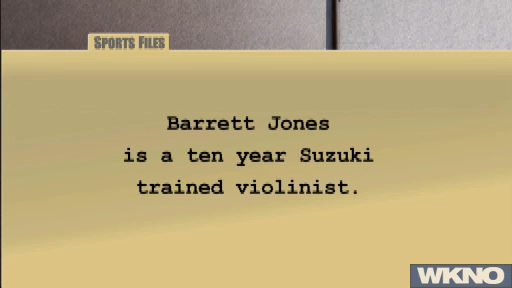 SPORTS FILES
Barrett Jones
is a ten year Suzuki
trained violinist.
WKNO